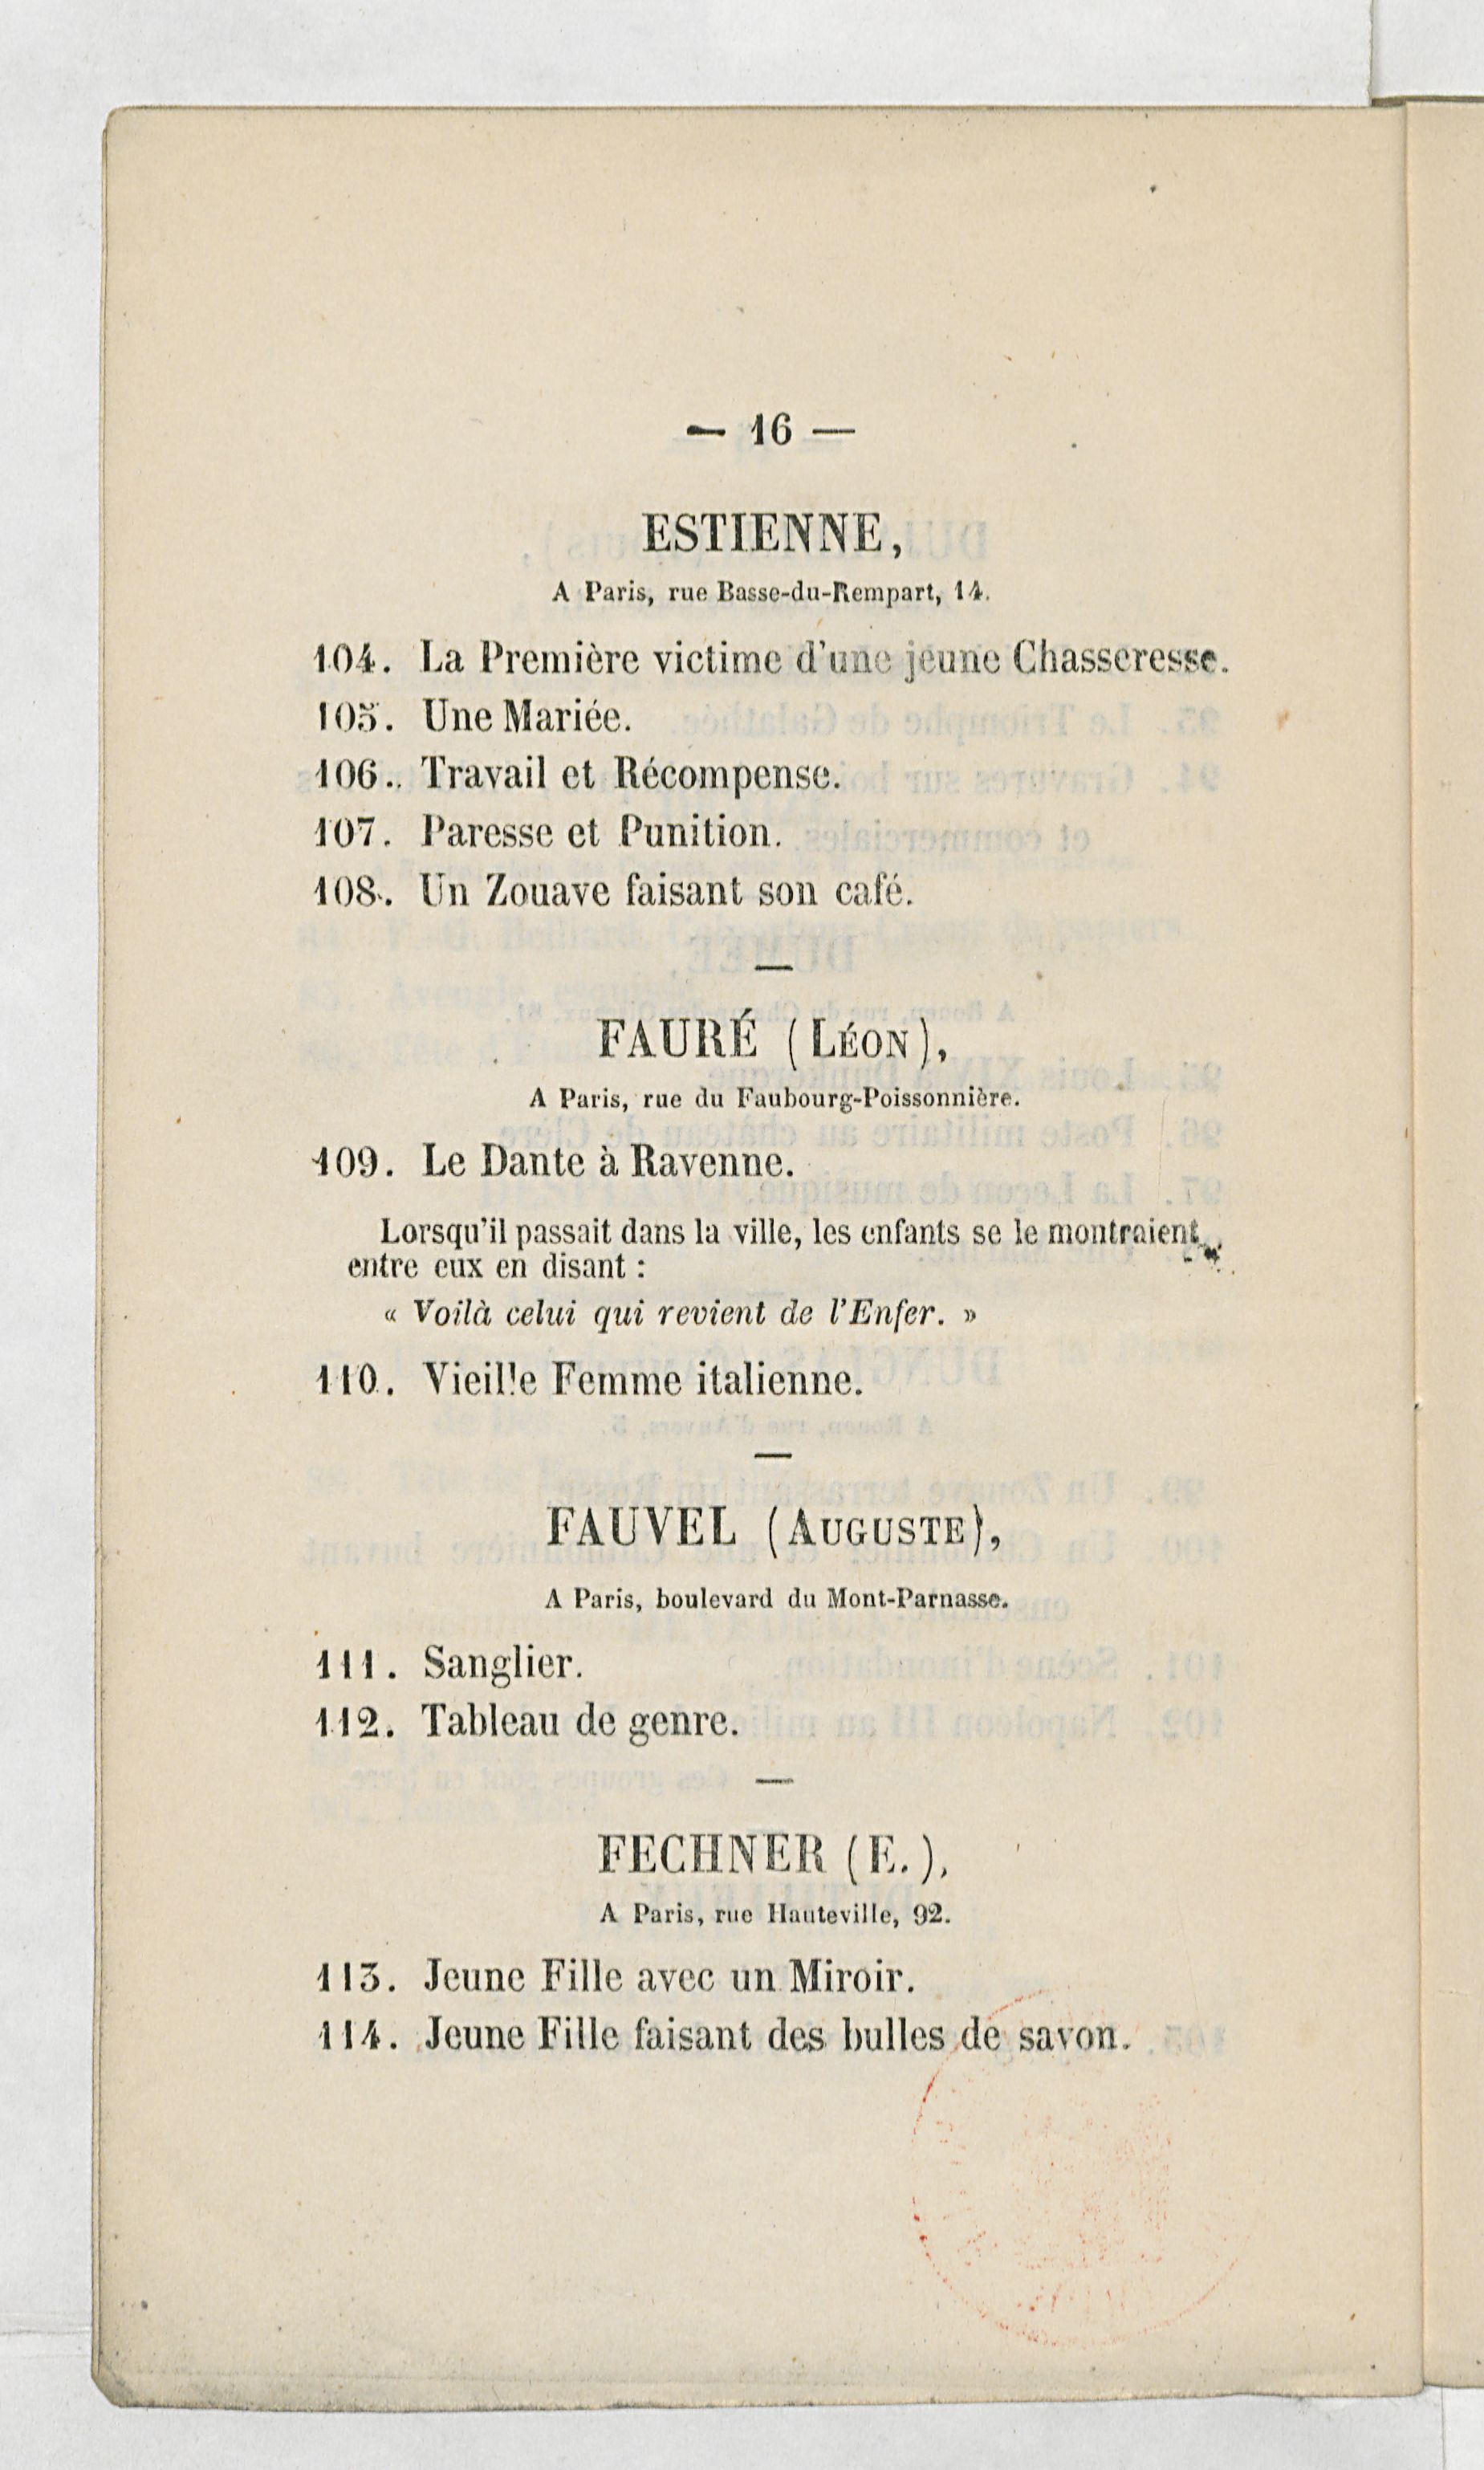 — 16 —
ESTIENNE,
A Paris, rue Basse-du-Rempart, 14.
104. La Première victime d'une jeune Chasseresse.
105. Une Mariée.
106. Travail et Récompense.
107. Paresse et Punition.
108. Un Zouave faisant son café.
—
FAURÉ (LÉON),
A Paris, rue du Faubourg-Poissonnière.
109. Le Dante à Ravenne.
Lorsqu'il passait dans la ville, les enfants se le montraient
entre eux en disant :
« Voilà celui qui revient de l'Enfer. »
110. Vieille Femme italienne.
—
FAUVEL (AUGUSTE),
A Paris, boulevard du Mont-Parnasse.
111. Sanglier.
112. Tableau de genre.
—
FECHNER (E.),
A Paris, rue Hauteville, 92.
113. Jeune Fille avec un Miroir.
114. Jeune Fille faisant des bulles de savon.